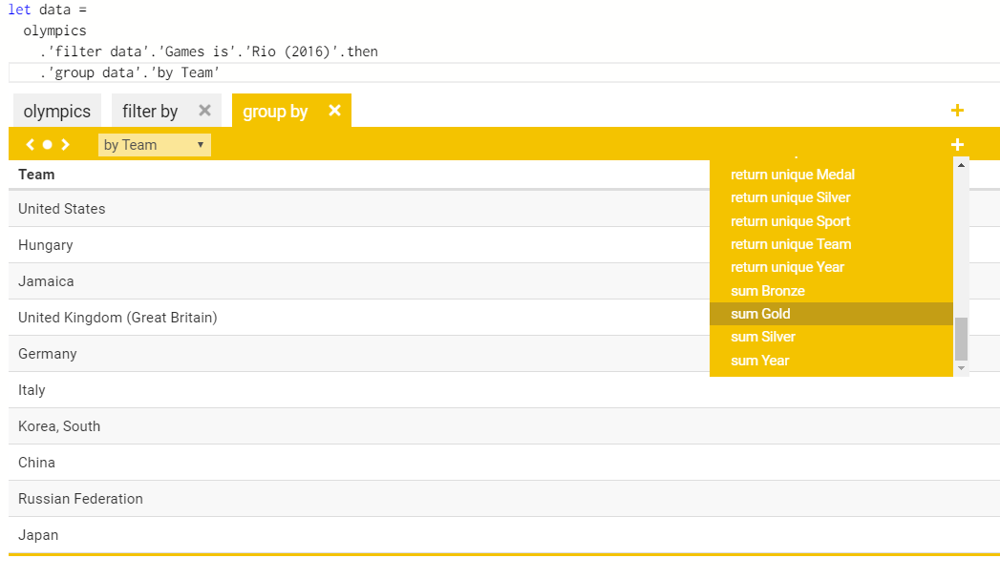 let data =
olympics
.'filter data'.'Games is'.'Rio (2016)'.then
.'group data'.'by Team'
olympics filter by × group by × +
by Team ▾ +
Team
return unique Medal
return unique Silver
return unique Sport
return unique Team
return unique Year
sum Bronze
sum Gold
sum Silver
sum Year
United States
Hungary
Jamaica
United Kingdom (Great Britain)
Germany
Italy
Korea, South
China
Russian Federation
Japan